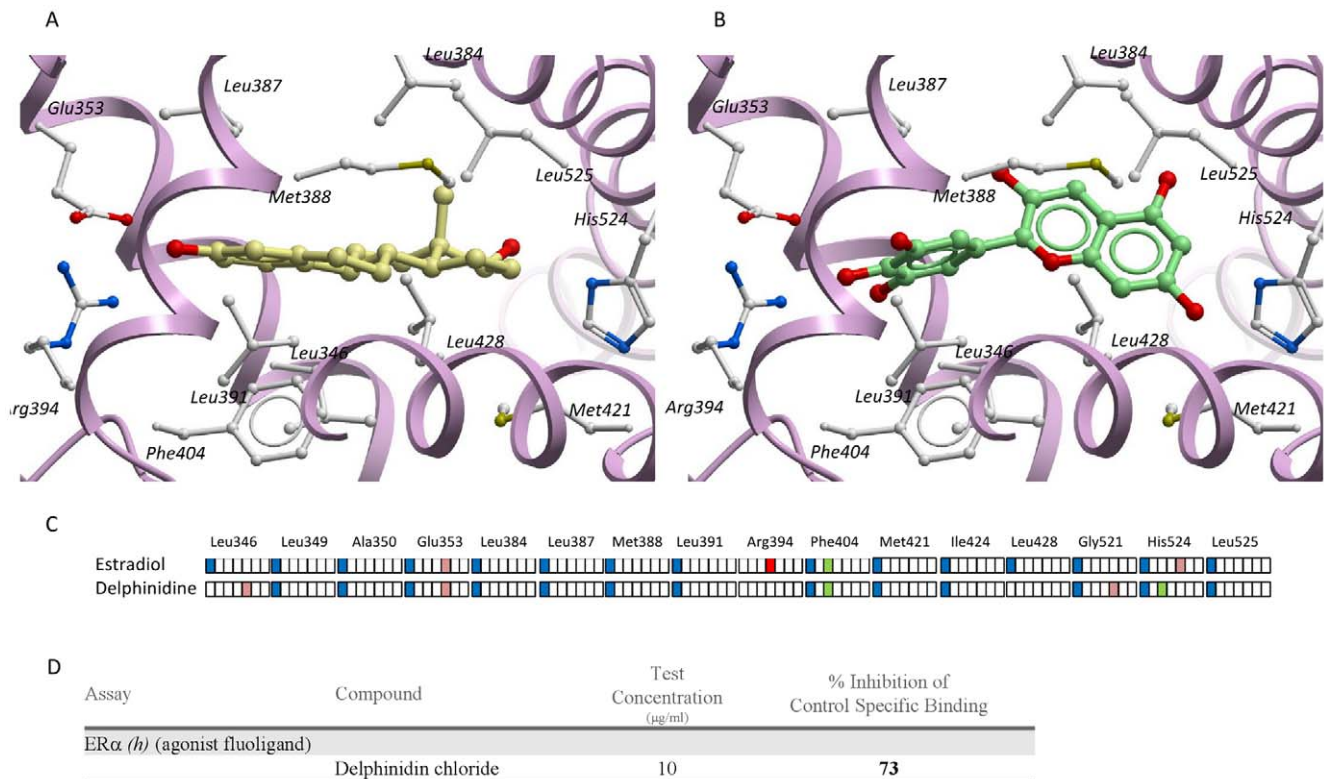 A
B
Leu384
Leu387
Glu353
Met388
Leu525
His524
Leu346
Leu428
Leu391
Arg394
Met421
Phe404
Leu384
Leu387
Glu353
Met388
Leu525
His524
Leu346
Leu428
Leu391
Arg394
Met421
Phe404
C
Leu346 Leu349 Ala350 Glu353 Leu384 Leu387 Met388 Leu391 Arg394 Phe404 Met421 Ile424 Leu428 Gly521 His524 Leu525
Estradiol
Delphinidine
D
Assay Compound Test Concentration (µg/ml) % Inhibition of Control Specific Binding
ERα (h) (agonist fluoligand)
Delphinidin chloride 10 73